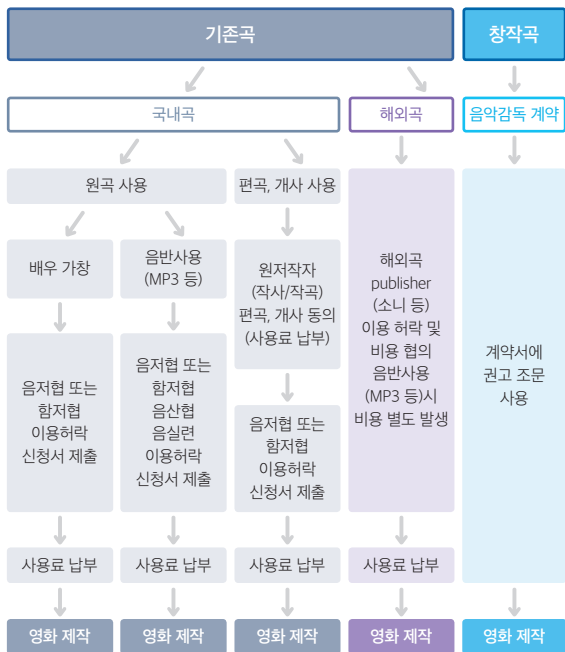 기존곡
창작곡
국내곡
해외곡
음악감독 계약
원곡 사용
편곡, 개사 사용
배우 가창
음반사용
(MP3 등)
원저작자
(작사/작곡)
편곡, 개사 동의
(사용료 납부)
해외곡
publisher
(소니 등)
이용 허락 및
비용 협의
음반사용
(MP3 등)시
비용 별도 발생
계약서에
권고 조문
사용
음저협 또는
함저협
이용허락
신청서 제출
음저협 또는
함저협
음산협
음실련
이용허락
신청서 제출
음저협 또는
함저협
이용허락
신청서 제출
사용료 납부
사용료 납부
사용료 납부
사용료 납부
영화 제작
영화 제작
영화 제작
영화 제작
영화 제작